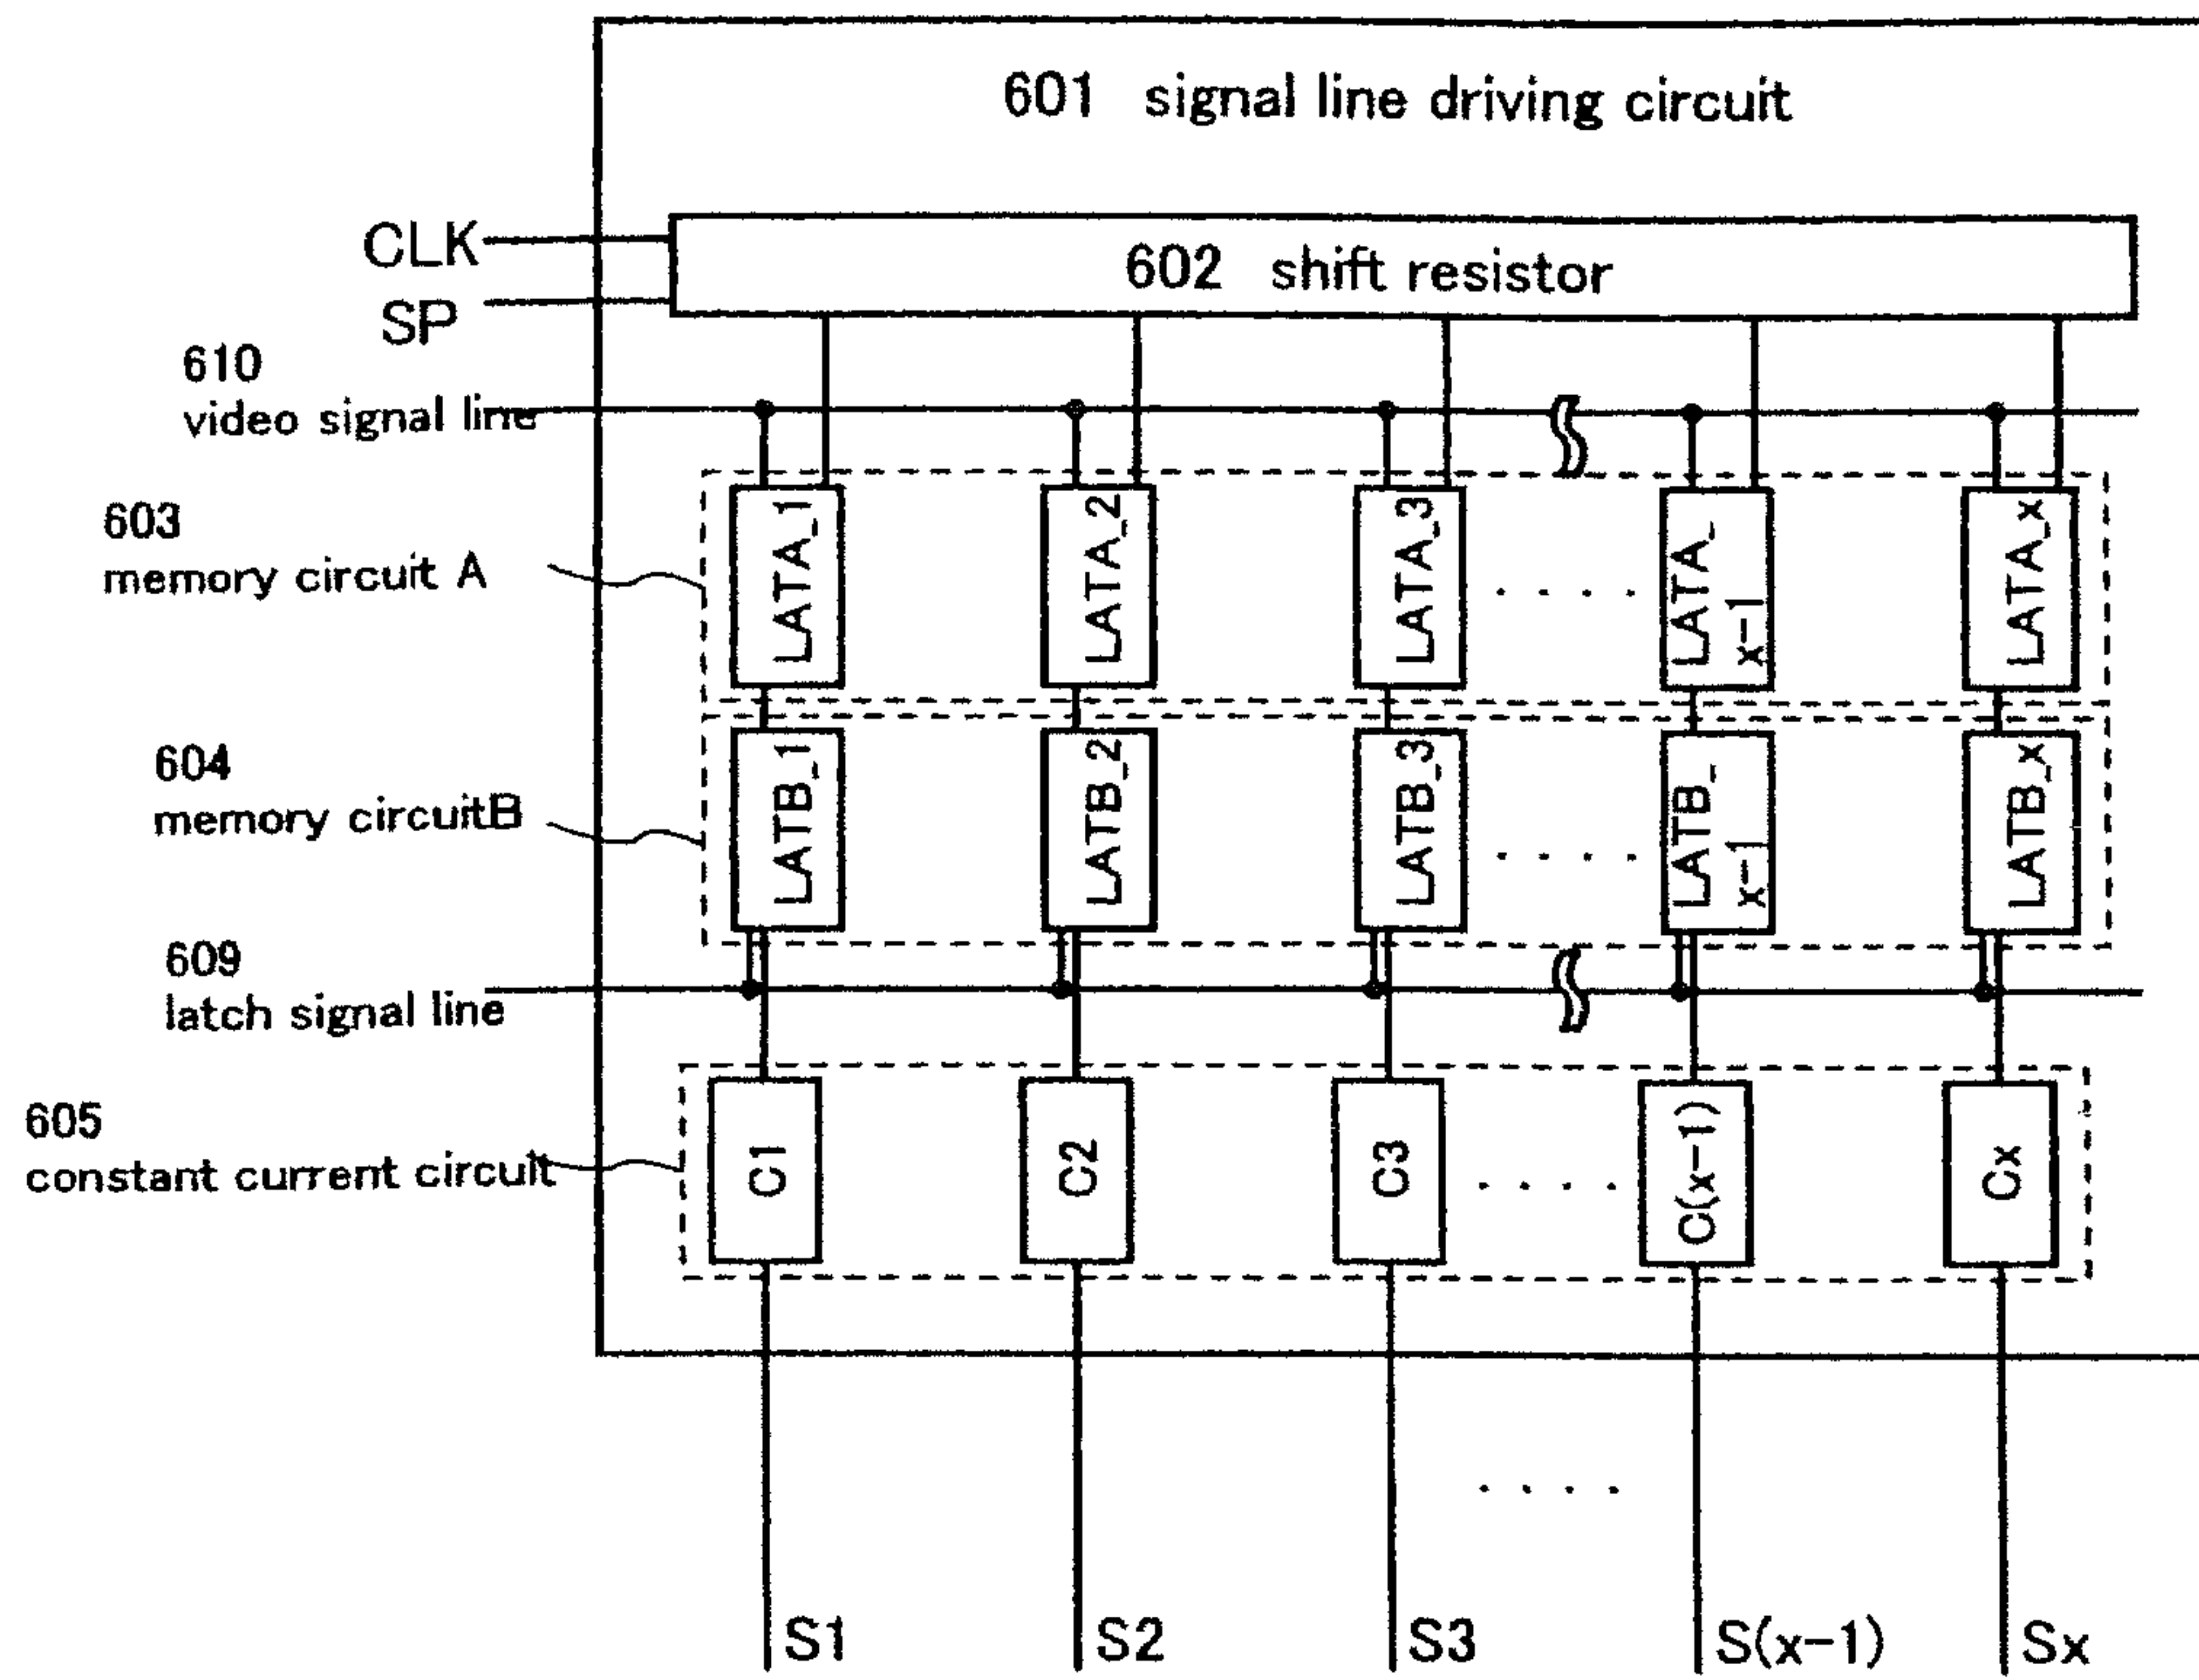 601 signal line driving circuit
CLK
602 shift resistor
SP
610
video signal line
603
memory circuit A
LATA_1
LATA_2
LATA_3
. . . .
LATA_
x-1
LATA_x
604
memory circuitB
LATB_1
LATB_2
LATB_3
. . . .
LATB_
x-1
LATB_x
609
latch signal line
605
constant current circuit
C1
C2
C3
. . . .
C(x-1)
Cx
. . . .
S1
S2
S3
S(x-1)
Sx